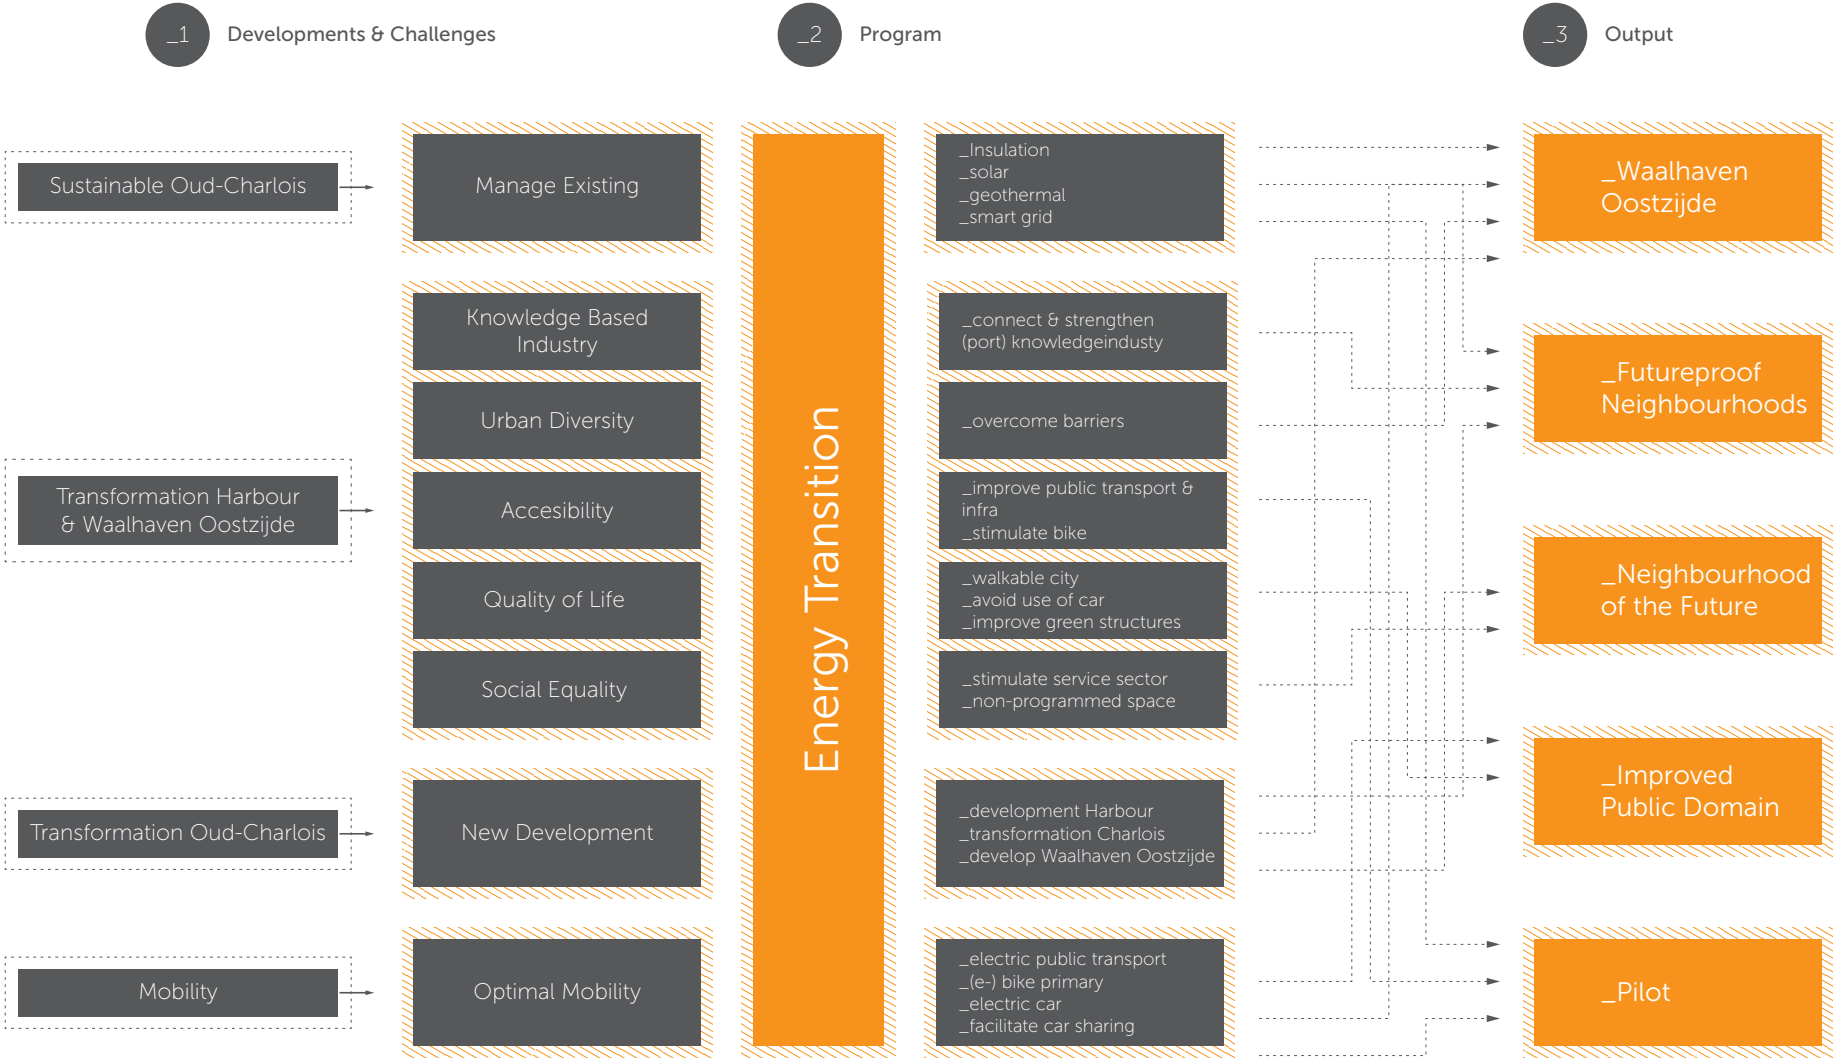 _1 Developments & Challenges
_2 Program
_3 Output
Sustainable Oud-Charlois
Transformation Harbour
& Waalhaven Oostzijde
Transformation Oud-Charlois
Mobility
Manage Existing
Knowledge Based
Industry
Urban Diversity
Accesibility
Quality of Life
Social Equality
New Development
Optimal Mobility
Energy Transition
_Insulation
_solar
_geothermal
_smart grid
_connect & strengthen
(port) knowledgeindusty
_overcome barriers
_improve public transport &
infra
_stimulate bike
_walkable city
_avoid use of car
_improve green structures
_stimulate service sector
_non-programmed space
_development Harbour
_transformation Charlois
_develop Waalhaven Oostzijde
_electric public transport
_(e-) bike primary
_electric car
_facilitate car sharing
_Waalhaven
Oostzijde
_Futureproof
Neighbourhoods
_Neighbourhood
of the Future
_Improved
Public Domain
_Pilot